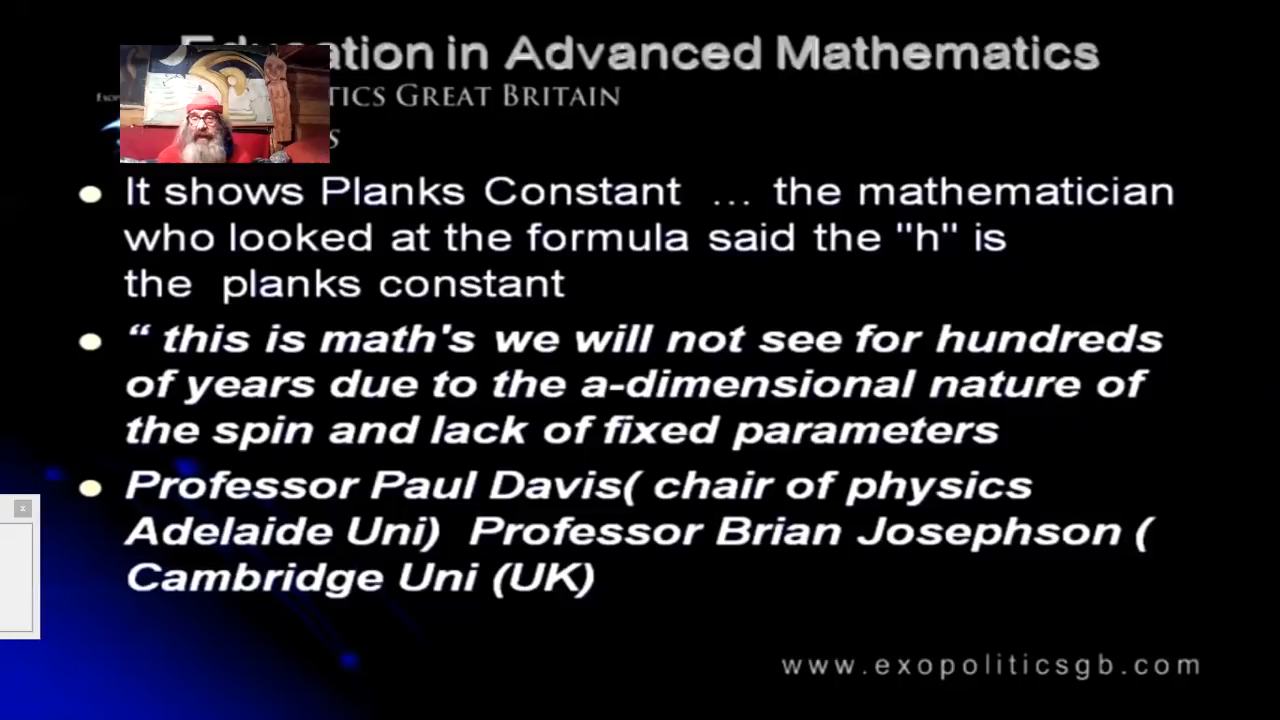 ation in Advanced Mathematics
TICS GREAT BRITAIN
S
It shows Planks Constant … the mathematician
who looked at the formula said the "h" is
the planks constant
“ this is math's we will not see for hundreds
of years due to the a-dimensional nature of
the spin and lack of fixed parameters
Professor Paul Davis( chair of physics
Adelaide Uni) Professor Brian Josephson (
Cambridge Uni (UK)
www.exopoliticsgb.com